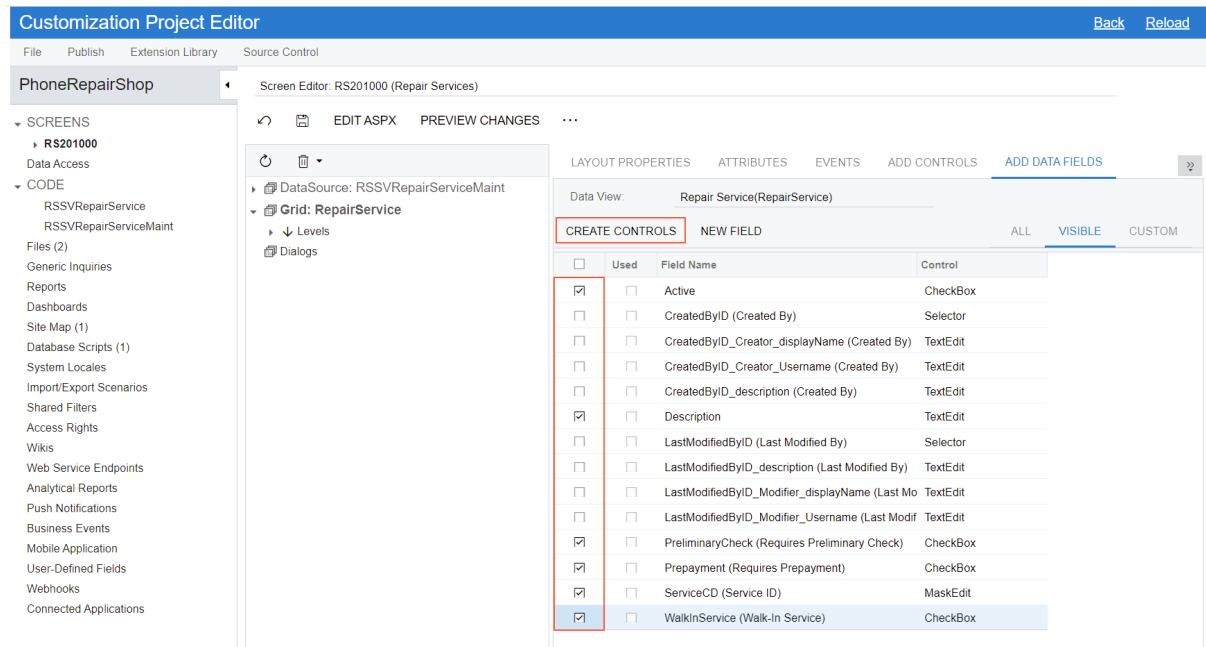 Customization Project Editor
Back Reload
File Publish Extension Library Source Control
PhoneRepairShop
SCREENS
RS201000
Data Access
CODE
RSSVRepairService
RSSVRepairServiceMaint
Files (2)
Generic Inquiries
Reports
Dashboards
Site Map (1)
Database Scripts (1)
System Locales
Import/Export Scenarios
Shared Filters
Access Rights
Wikis
Web Service Endpoints
Analytical Reports
Push Notifications
Business Events
Mobile Application
User-Defined Fields
Webhooks
Connected Applications
Screen Editor: RS201000 (Repair Services)
EDIT ASPX PREVIEW CHANGES ...
DataSource: RSSVRepairServiceMaint
Grid: RepairService
Levels
Dialogs
LAYOUT PROPERTIES ATTRIBUTES EVENTS ADD CONTROLS ADD DATA FIELDS
Data View: Repair Service(RepairService)
CREATE CONTROLS NEW FIELD ALL VISIBLE CUSTOM
Used Field Name Control
Active CheckBox
CreatedByID (Created By) Selector
CreatedByID_Creator_displayName (Created By) TextEdit
CreatedByID_Creator_Username (Created By) TextEdit
CreatedByID_description (Created By) TextEdit
Description TextEdit
LastModifiedByID (Last Modified By) Selector
LastModifiedByID_description (Last Modified By) TextEdit
LastModifiedByID_Modifier_displayName (Last Mo TextEdit
LastModifiedByID_Modifier_Username (Last Modif TextEdit
PreliminaryCheck (Requires Preliminary Check) CheckBox
Prepayment (Requires Prepayment) CheckBox
ServiceCD (Service ID) MaskEdit
WalkInService (Walk-In Service) CheckBox